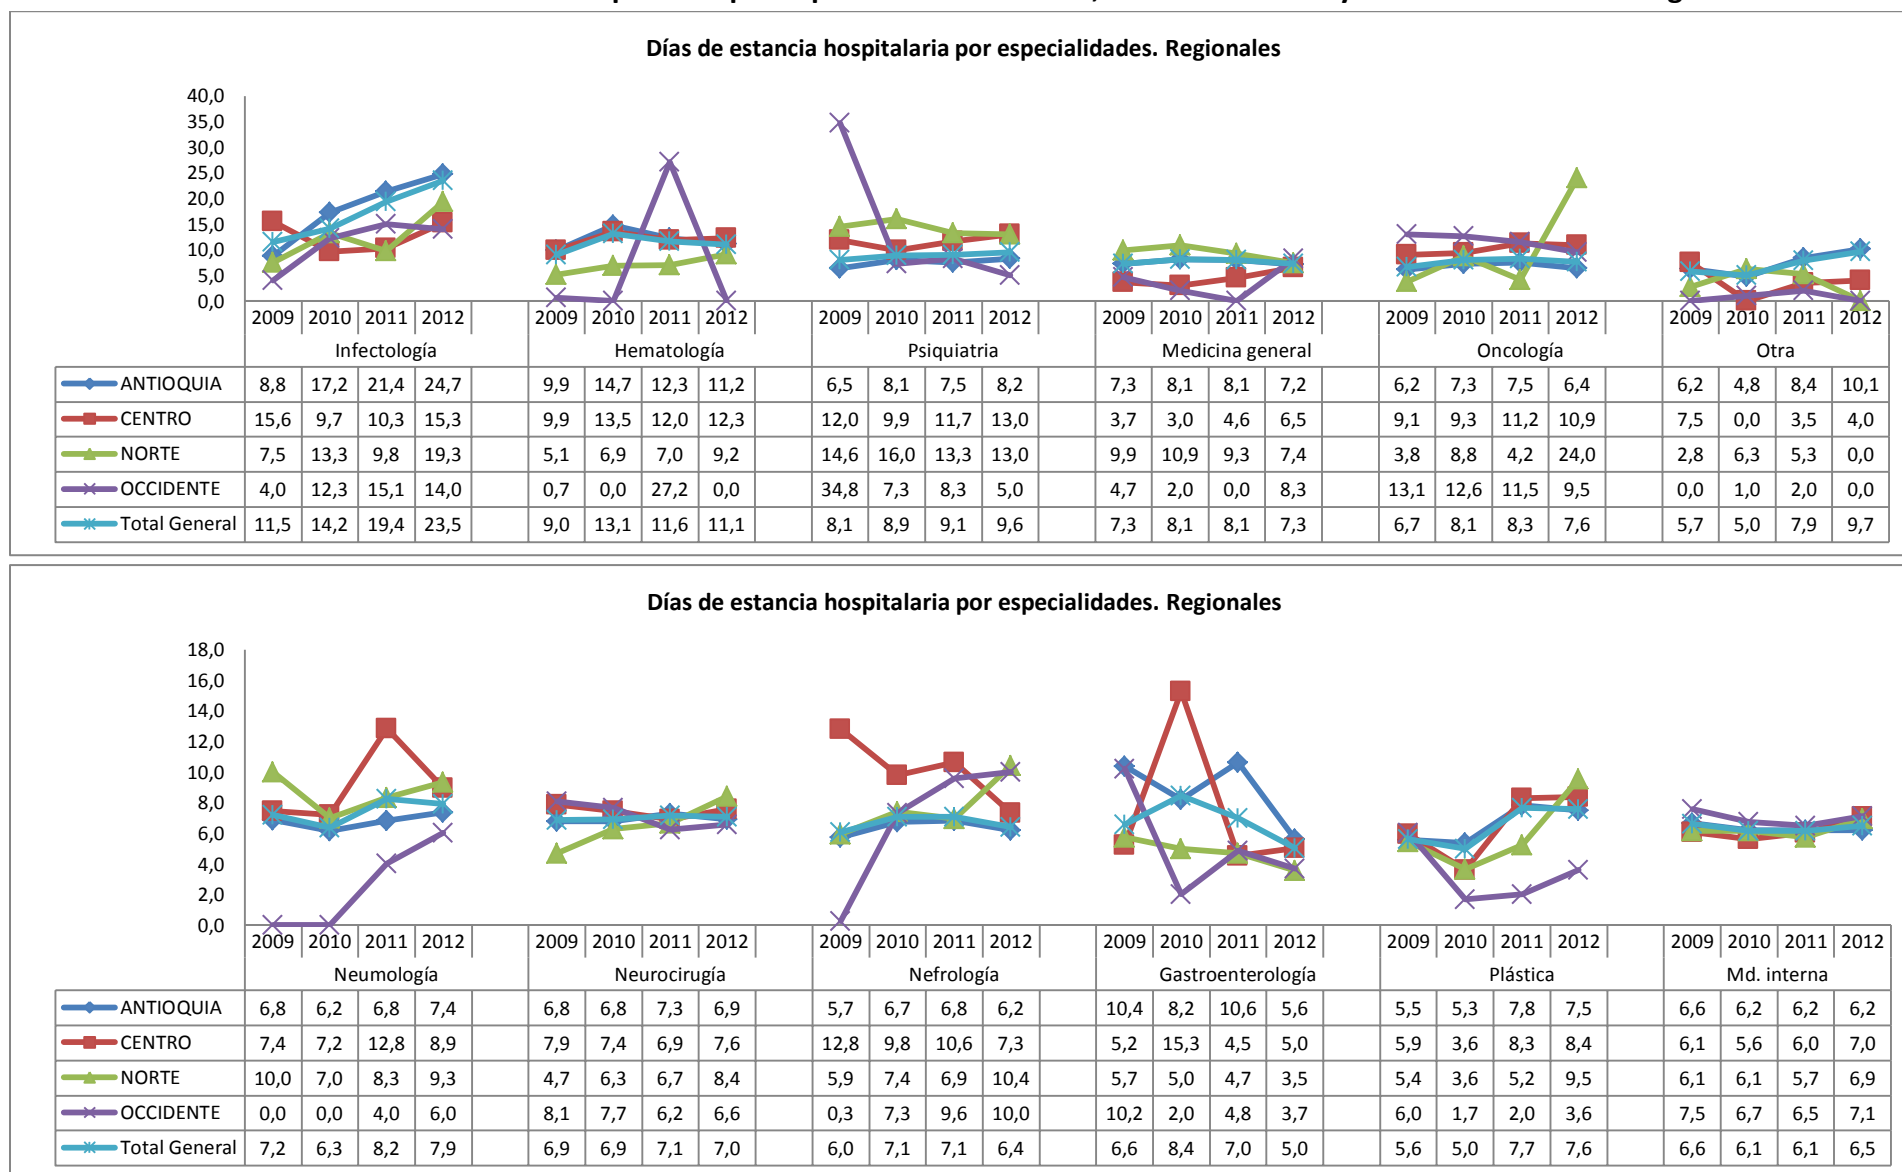 Días de estancia hospitalaria por especialidades. Regionales
40,0
35,0
30,0
25,0
20,0
15,0
10,0
5,0
0,0
2009 2010 2011 2012 2009 2010 2011 2012 2009 2010 2011 2012 2009 2010 2011 2012 2009 2010 2011 2012 2009 2010 2011 2012
Infectología Hematología Psiquiatria Medicina general Oncología Otra
ANTIOQUIA 8,8 17,2 21,4 24,7 9,9 14,7 12,3 11,2 6,5 8,1 7,5 8,2 7,3 8,1 8,1 7,2 6,2 7,3 7,5 6,4 6,2 4,8 8,4 10,1
CENTRO 15,6 9,7 10,3 15,3 9,9 13,5 12,0 12,3 12,0 9,9 11,7 13,0 3,7 3,0 4,6 6,5 9,1 9,3 11,2 10,9 7,5 0,0 3,5 4,0
NORTE 7,5 13,3 9,8 19,3 5,1 6,9 7,0 9,2 14,6 16,0 13,3 13,0 9,9 10,9 9,3 7,4 3,8 8,8 4,2 24,0 2,8 6,3 5,3 0,0
OCCIDENTE 4,0 12,3 15,1 14,0 0,7 0,0 27,2 0,0 34,8 7,3 8,3 5,0 4,7 2,0 0,0 8,3 13,1 12,6 11,5 9,5 0,0 1,0 2,0 0,0
Total General 11,5 14,2 19,4 23,5 9,0 13,1 11,6 11,1 8,1 8,9 9,1 9,6 7,3 8,1 8,1 7,3 6,7 8,1 8,3 7,6 5,7 5,0 7,9 9,7
Días de estancia hospitalaria por especialidades. Regionales
18,0
16,0
14,0
12,0
10,0
8,0
6,0
4,0
2,0
0,0
2009 2010 2011 2012 2009 2010 2011 2012 2009 2010 2011 2012 2009 2010 2011 2012 2009 2010 2011 2012 2009 2010 2011 2012
Neumología Neurocirugía Nefrología Gastroenterología Plástica Md. interna
ANTIOQUIA 6,8 6,2 6,8 7,4 6,8 6,8 7,3 6,9 5,7 6,7 6,8 6,2 10,4 8,2 10,6 5,6 5,5 5,3 7,8 7,5 6,6 6,2 6,2 6,2
CENTRO 7,4 7,2 12,8 8,9 7,9 7,4 6,9 7,6 12,8 9,8 10,6 7,3 5,2 15,3 4,5 5,0 5,9 3,6 8,3 8,4 6,1 5,6 6,0 7,0
NORTE 10,0 7,0 8,3 9,3 4,7 6,3 6,7 8,4 5,9 7,4 6,9 10,4 5,7 5,0 4,7 3,5 5,4 3,6 5,2 9,5 6,1 6,1 5,7 6,9
OCCIDENTE 0,0 0,0 4,0 6,0 8,1 7,7 6,2 6,6 0,3 7,3 9,6 10,0 10,2 2,0 4,8 3,7 6,0 1,7 2,0 3,6 7,5 6,7 6,5 7,1
Total General 7,2 6,3 8,2 7,9 6,9 6,9 7,1 7,0 6,0 7,1 7,1 6,4 6,6 8,4 7,0 5,0 5,6 5,0 7,7 7,6 6,6 6,1 6,1 6,5